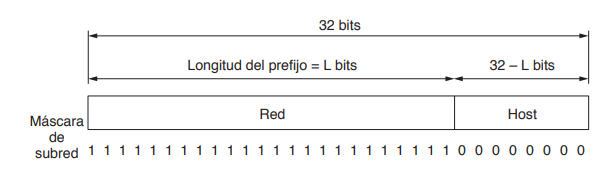 32 bits
Longitud del prefijo = L bits
32 – L bits
Red
Host
Máscara
de
subred
1 1 1 1 1 1 1 1 1 1 1 1 1 1 1 1 1 1 1 1 1 1 1 1 0 0 0 0 0 0 0 0